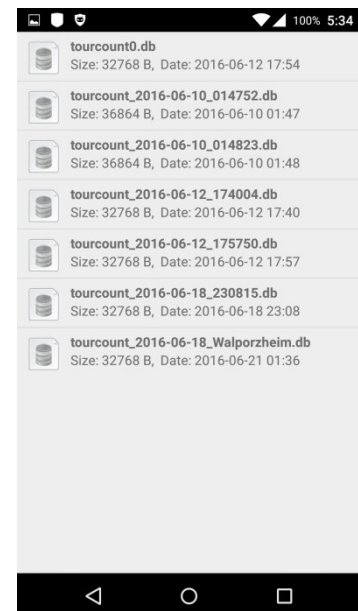 100% 5:34
tourcount0.db
Size: 32768 B, Date: 2016-06-12 17:54
tourcount_2016-06-10_014752.db
Size: 36864 B, Date: 2016-06-10 01:47
tourcount_2016-06-10_014823.db
Size: 36864 B, Date: 2016-06-10 01:48
tourcount_2016-06-12_174004.db
Size: 32768 B, Date: 2016-06-12 17:40
tourcount_2016-06-12_175750.db
Size: 32768 B, Date: 2016-06-12 17:57
tourcount_2016-06-18_230815.db
Size: 32768 B, Date: 2016-06-18 23:08
tourcount_2016-06-18_Walporzheim.db
Size: 32768 B, Date: 2016-06-21 01:36